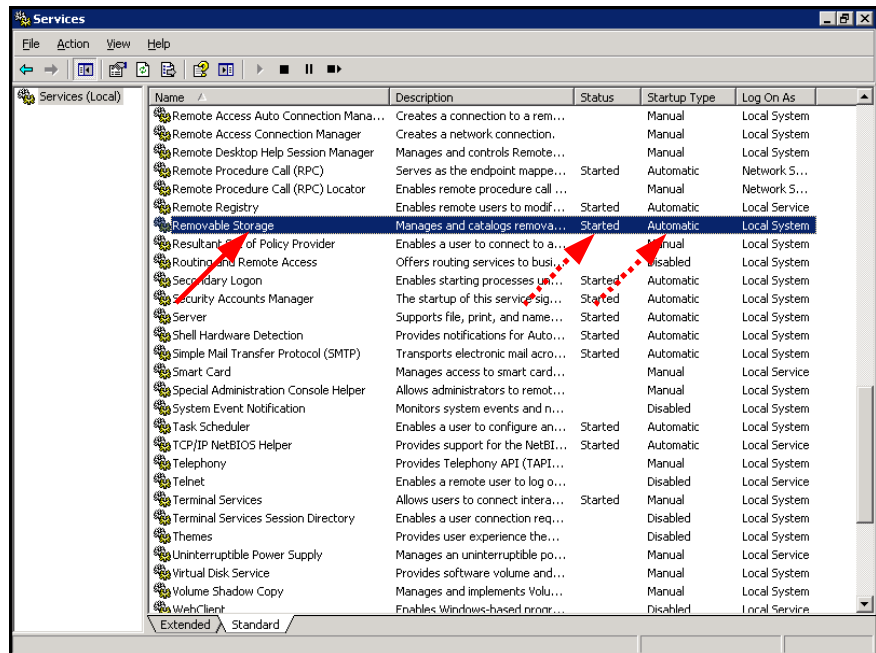 Services
File Action View Help
Services (Local)
Name Description Status Startup Type Log On As
Remote Access Auto Connection Mana... Creates a connection to a rem... Manual Local System
Remote Access Connection Manager Creates a network connection. Manual Local System
Remote Desktop Help Session Manager Manages and controls Remote... Manual Local System
Remote Procedure Call (RPC) Serves as the endpoint mappe... Started Automatic Network S...
Remote Procedure Call (RPC) Locator Enables remote procedure call ... Manual Network S...
Remote Registry Enables remote users to modif... Started Automatic Local Service
Removable Storage Manages and catalogs remova... Started Automatic Local System
Resultant of Policy Provider Enables a user to connect to a... Manual Local System
Routing and Remote Access Offers routing services to busi... Disabled Local System
Secondary Logon Enables starting processes un... Started Automatic Local System
Security Accounts Manager The startup of this service sig... Started Automatic Local System
Server Supports file, print, and name... Started Automatic Local System
Shell Hardware Detection Provides notifications for Auto... Started Automatic Local System
Simple Mail Transfer Protocol (SMTP) Transports electronic mail acro... Started Automatic Local System
Smart Card Manages access to smart card... Manual Local Service
Special Administration Console Helper Allows administrators to remot... Manual Local System
System Event Notification Monitors system events and n... Disabled Local System
Task Scheduler Enables a user to configure an... Started Automatic Local System
TCP/IP NetBIOS Helper Provides support for the NetBI... Started Automatic Local Service
Telephony Provides Telephony API (TAPI... Manual Local System
Telnet Enables a remote user to log o... Disabled Local Service
Terminal Services Allows users to connect intera... Started Manual Local System
Terminal Services Session Directory Enables a user connection req... Disabled Local System
Themes Provides user experience the... Disabled Local System
Uninterruptible Power Supply Manages an uninterruptible po... Manual Local Service
Virtual Disk Service Provides software volume and... Manual Local System
Volume Shadow Copy Manages and implements Volu... Manual Local System
WebClient Enables Windows-based progr... Disabled Local Service
Extended Standard